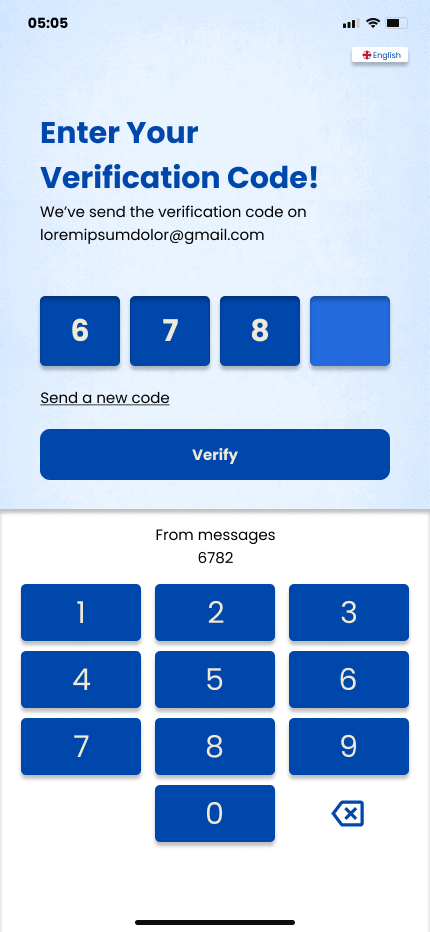 05:05
English
Enter Your
Verification Code!
We’ve send the verification code on
loremipsumdolor@gmail.com
6 7 8
Send a new code
Verify
From messages
6782
1 2 3
4 5 6
7 8 9
0